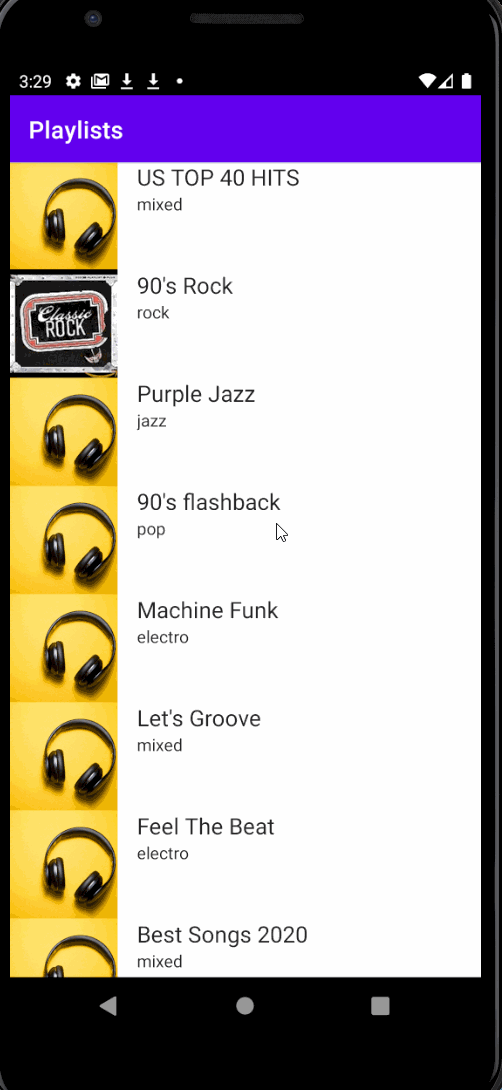 3:29
Playlists
US TOP 40 HITS
mixed
90's Rock
rock
Classic
ROCK
Purple Jazz
jazz
90's flashback
pop
Machine Funk
electro
Let's Groove
mixed
Feel The Beat
electro
Best Songs 2020
mixed